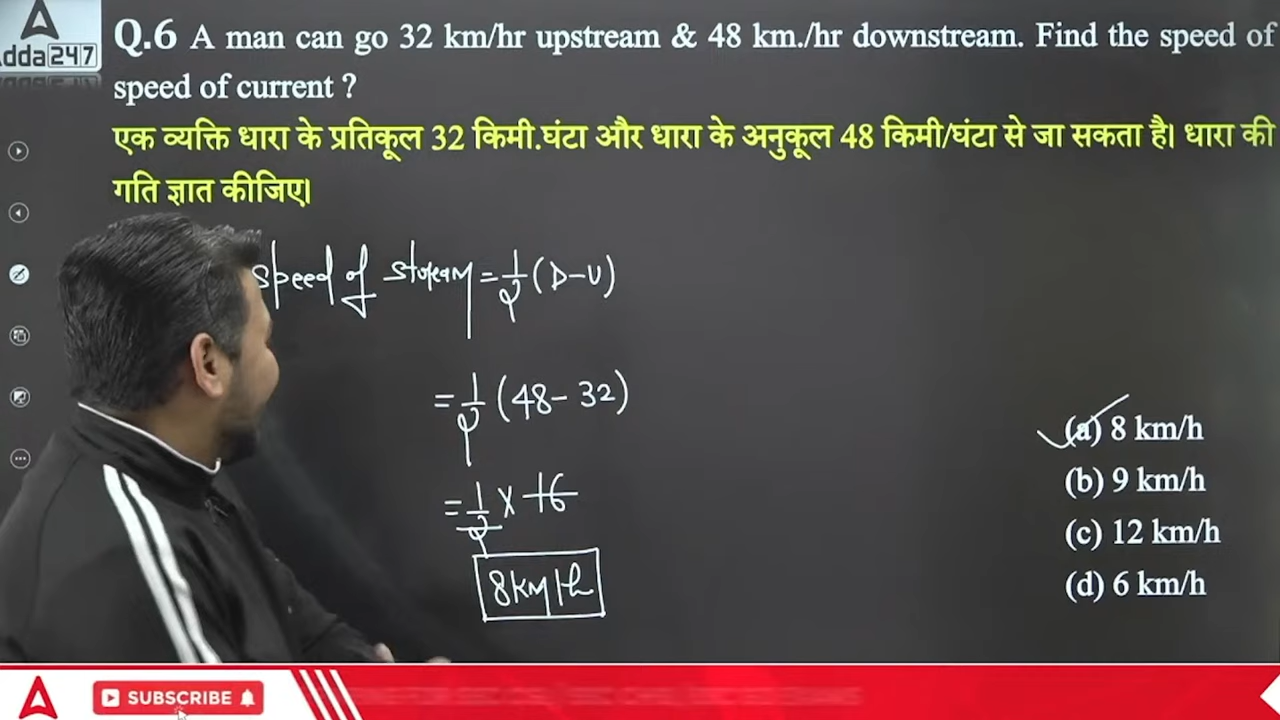 Adda247
Q.6 A man can go 32 km/hr upstream & 48 km./hr downstream. Find the speed of
speed of current ?
एक व्यक्ति धारा के प्रतिकूल 32 किमी.घंटा और धारा के अनुकूल 48 किमी/घंटा से जा सकता है। धारा की
गति ज्ञात कीजिए।
speed of stream = 1/2 (D-U)
= 1/2 (48-32)
= 1/2 x 16
8km/h
(a) 8 km/h
(b) 9 km/h
(c) 12 km/h
(d) 6 km/h
SUBSCRIBE